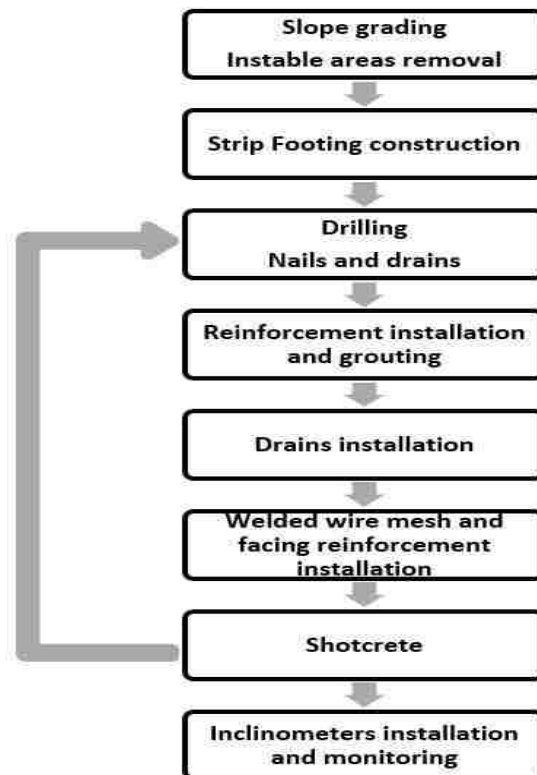 Slope grading
Instable areas removal
Strip Footing construction
Drilling
Nails and drains
Reinforcement installation
and grouting
Drains installation
Welded wire mesh and
facing reinforcement
installation
Shotcrete
Inclinometers installation
and monitoring